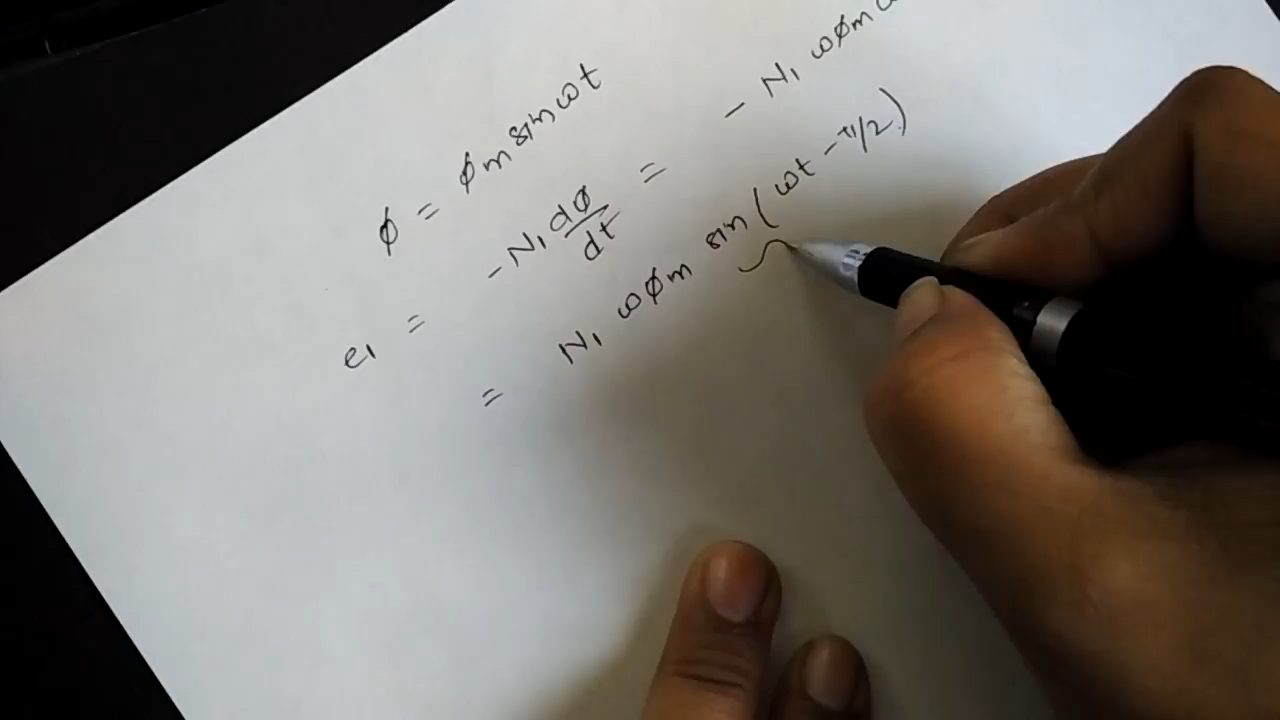 ϕ = ϕm sin ωt
e1 = -N1 dϕ/dt = - N1 ωϕm
= N1 ωϕm sin (ωt - π/2)